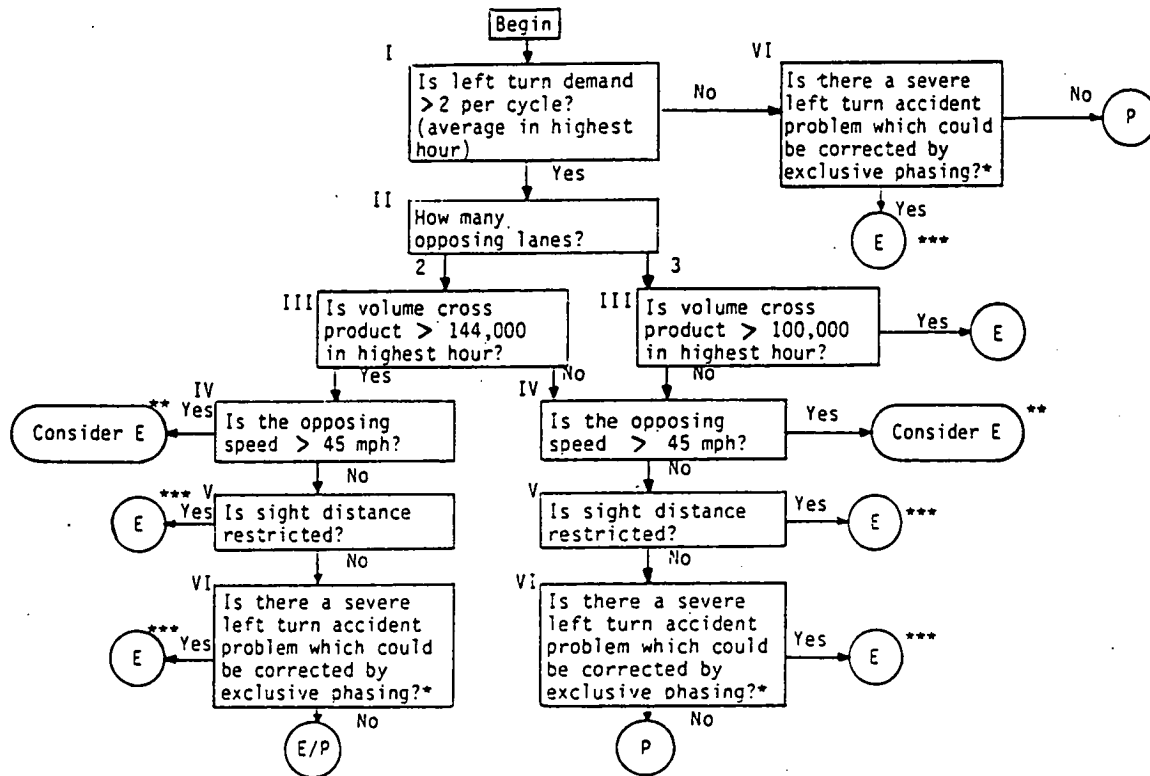 Begin
I
Is left turn demand
>2 per cycle?
(average in highest
hour)
No
VI
Is there a severe
left turn accident
problem which could
be corrected by
exclusive phasing?*
No
P
Yes
E ***
Yes
II
How many
opposing lanes?
2
3
III
Is volume cross
product > 144,000
in highest hour?
III
Is volume cross
product > 100,000
in highest hour?
Yes
E
Yes
No
No
IV
Is the opposing
speed > 45 mph?
Yes
**
Consider E
IV
Is the opposing
speed > 45 mph?
Yes
**
Consider E
No
No
V
Is sight distance
restricted?
Yes
***
E
V
Is sight distance
restricted?
Yes
E ***
No
No
VI
Is there a severe
left turn accident
problem which could
be corrected by
exclusive phasing?*
Yes
***
E
VI
Is there a severe
left turn accident
problem which could
be corrected by
exclusive phasing?*
Yes
E ***
No
E/P
No
P